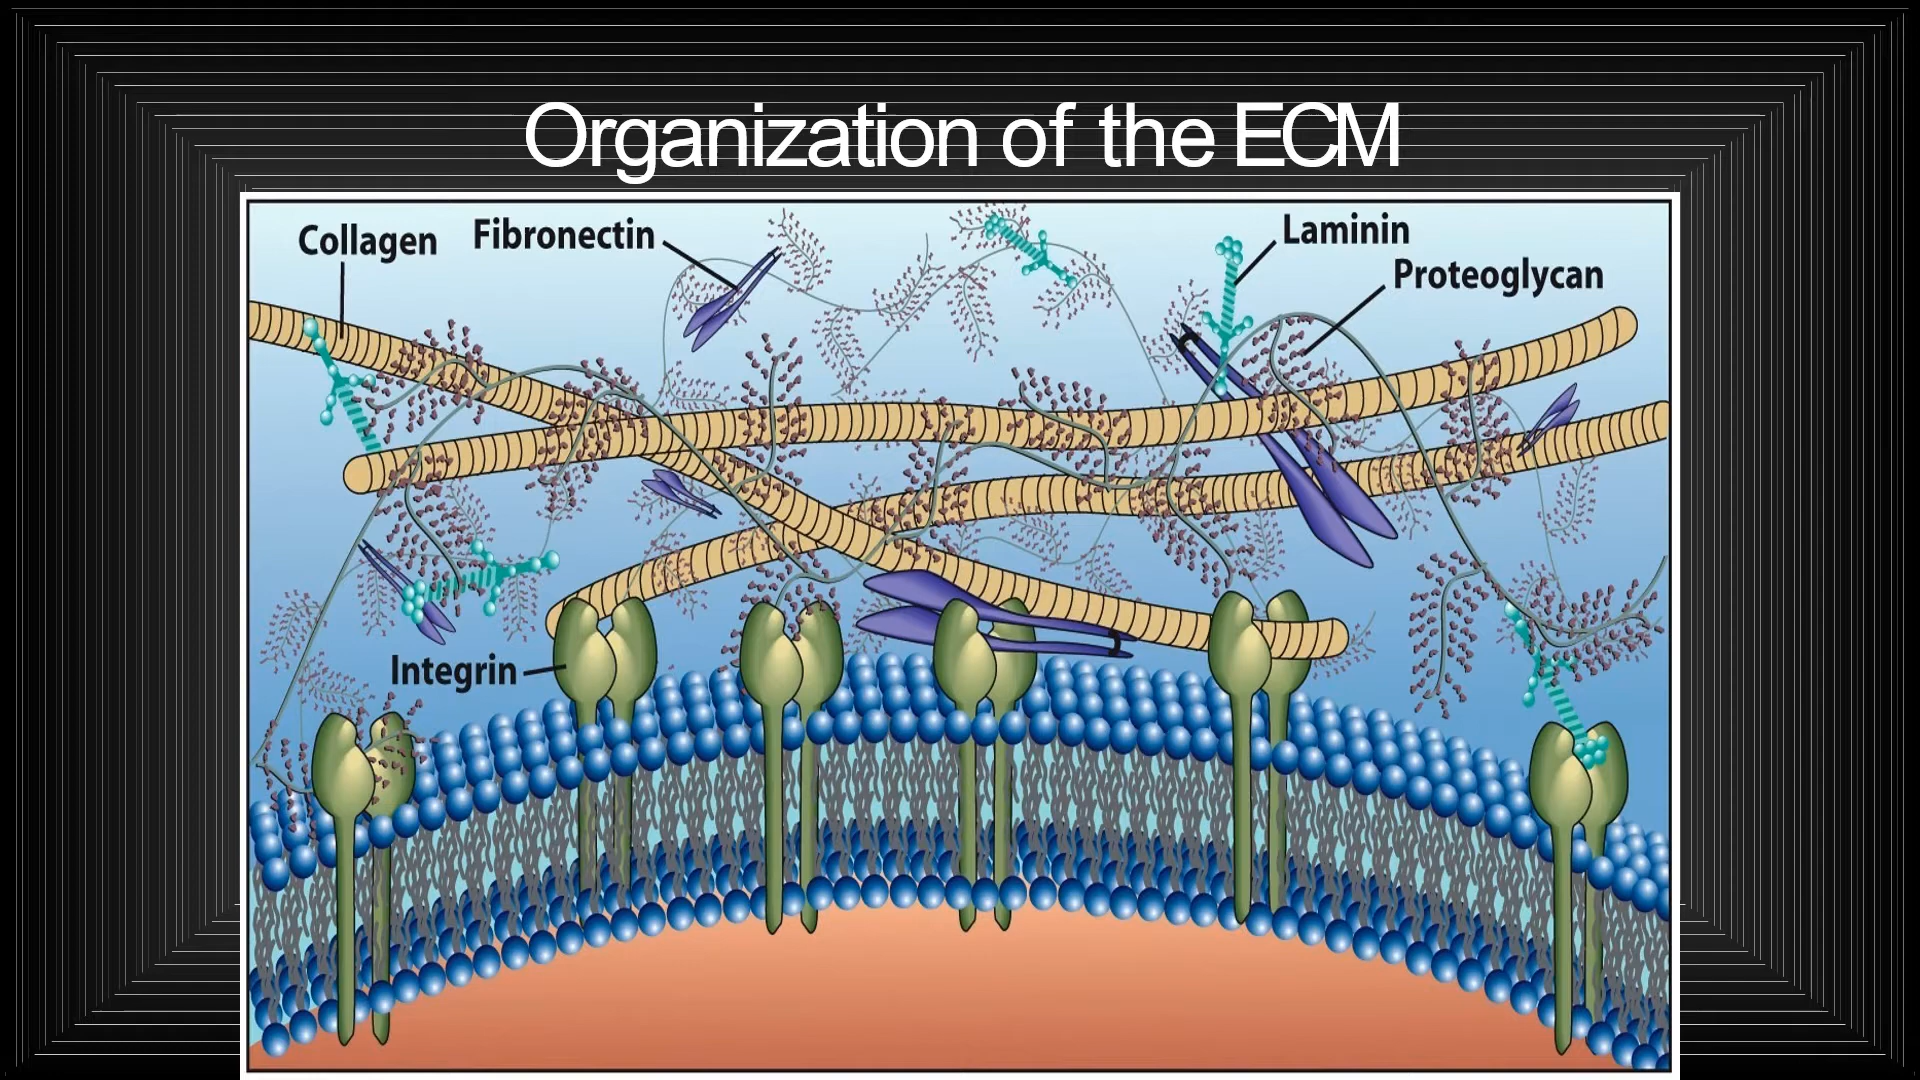 Organization of the ECM
Collagen
Fibronectin
Laminin
Proteoglycan
Integrin